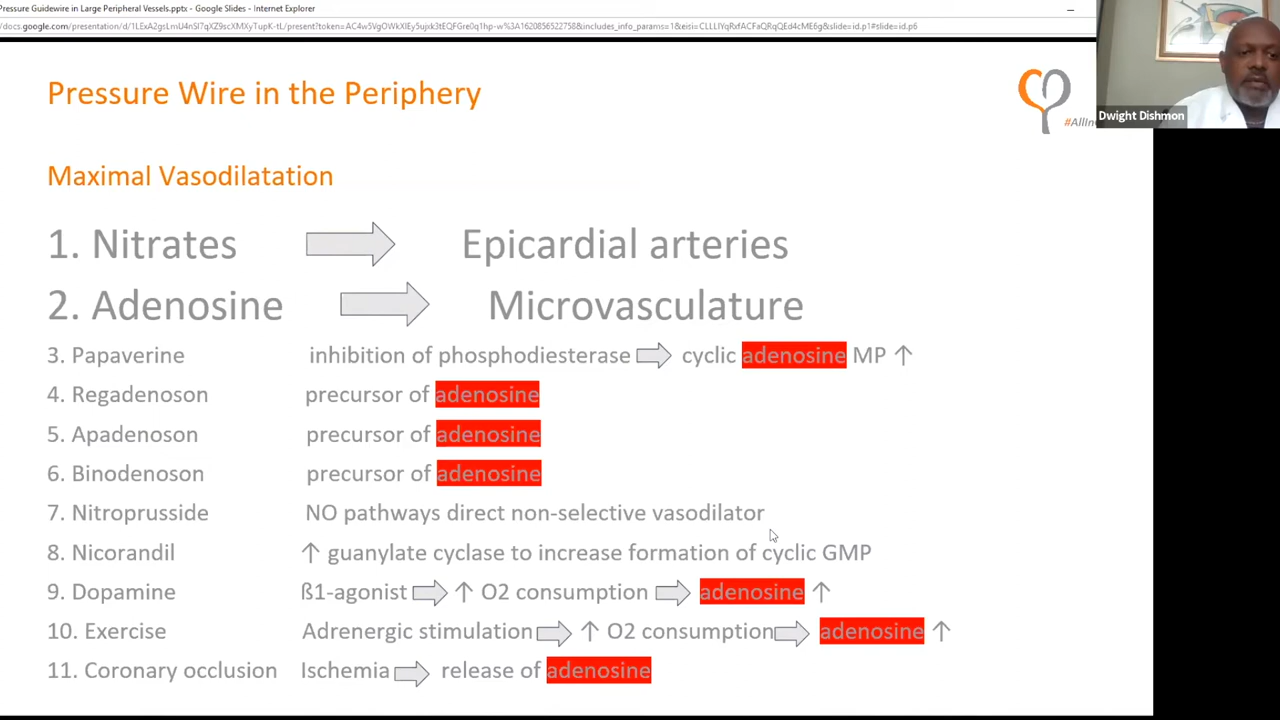 Pressure Guidewire in Large Peripheral Vessels.pptx - Google Slides - Internet Explorer
Pressure Wire in the Periphery
#AllIn
Dwight Dishmon
Maximal Vasodilatation
1. Nitrates Epicardial arteries
2. Adenosine Microvasculature
3. Papaverine inhibition of phosphodiesterase cyclic adenosine MP ↑
4. Regadenoson precursor of adenosine
5. Apadenoson precursor of adenosine
6. Binodenoson precursor of adenosine
7. Nitroprusside NO pathways direct non-selective vasodilator
8. Nicorandil ↑ guanylate cyclase to increase formation of cyclic GMP
9. Dopamine ß1-agonist ↑ O2 consumption adenosine ↑
10. Exercise Adrenergic stimulation ↑ O2 consumption adenosine ↑
11. Coronary occlusion Ischemia release of adenosine